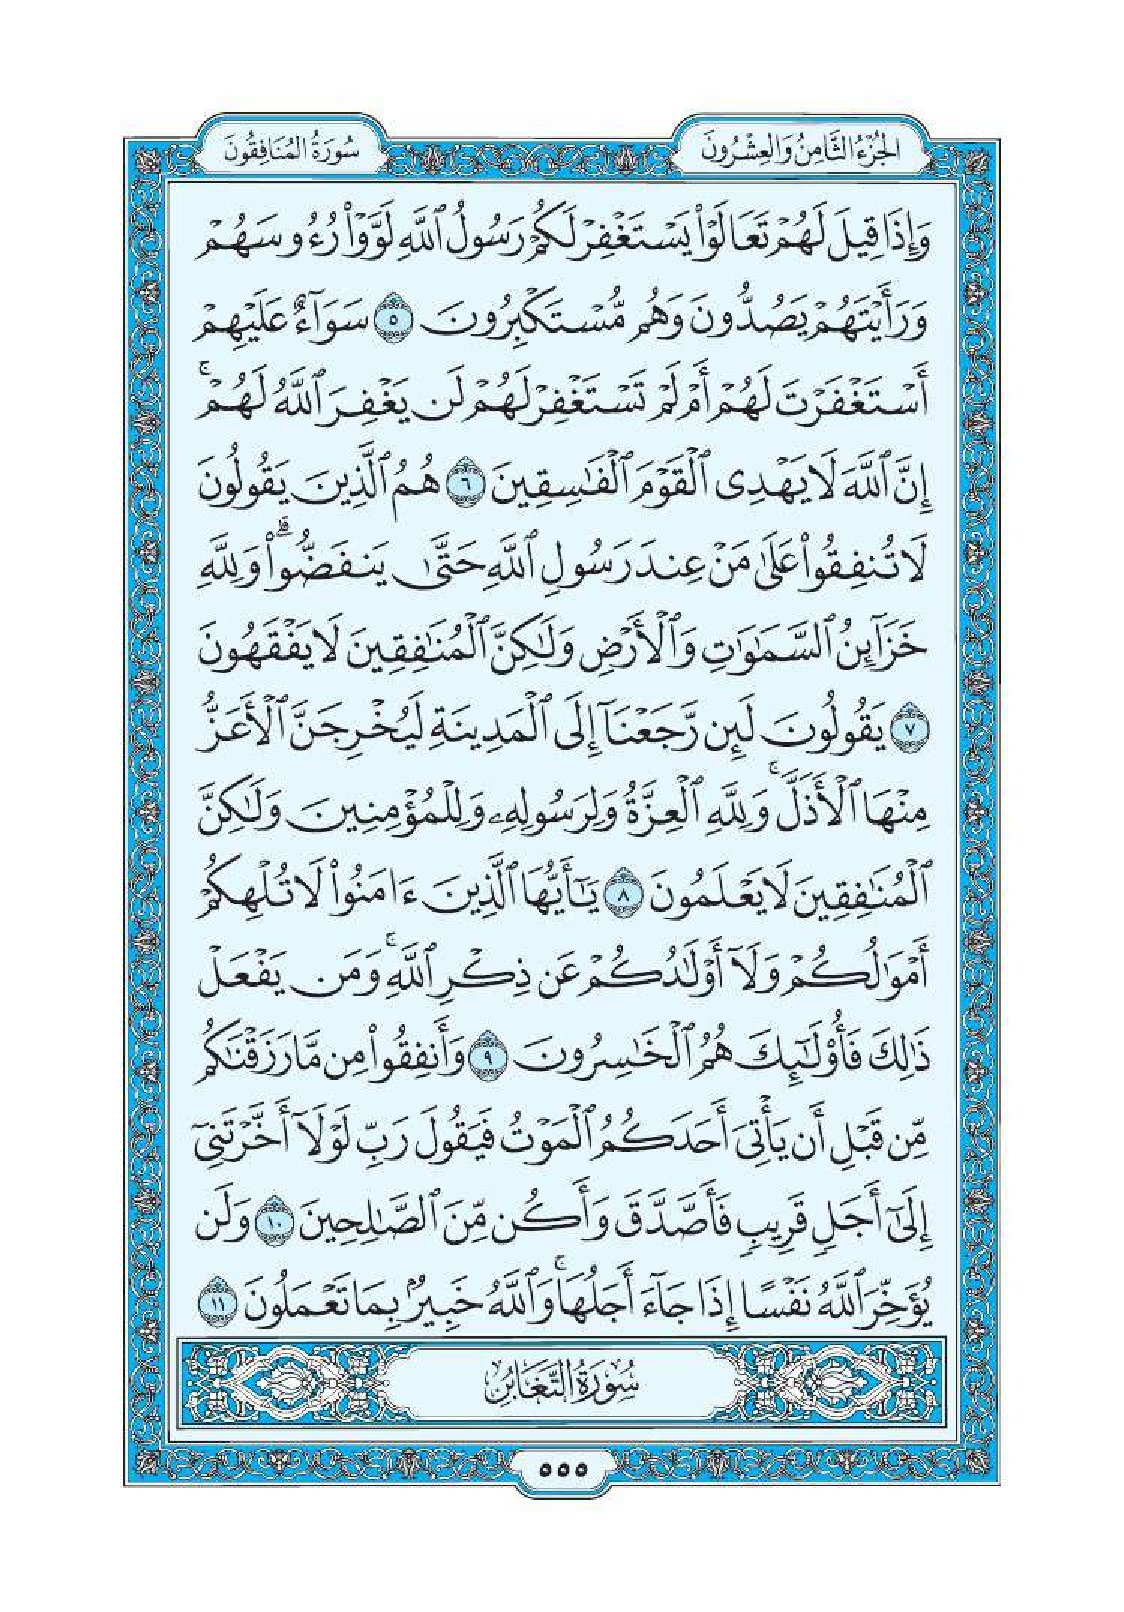 الجُزْءُ الثَّامِنُ وَالعِشْرُونَ
سُورَةُ المُنَافِقُونَ
وَإِذَا قِيلَ لَهُمْ تَعَالَوْا۟ يَسْتَغْفِرْ لَكُمْ رَسُولُ ٱللَّهِ لَوَّوْا۟ رُءُوسَهُمْ
وَرَأَيْتَهُمْ يَصُدُّونَ وَهُم مُّسْتَكْبِرُونَ ٥ سَوَآءٌ عَلَيْهِمْ
أَسْتَغْفَرْتَ لَهُمْ أَمْ لَمْ تَسْتَغْفِرْ لَهُمْ لَن يَغْفِرَ ٱللَّهُ لَهُمْ ۚ
إِنَّ ٱللَّهَ لَا يَهْدِى ٱلْقَوْمَ ٱلْفَـٰسِقِينَ ٦ هُمُ ٱلَّذِينَ يَقُولُونَ
لَا تُنفِقُوا۟ عَلَىٰ مَنْ عِندَ رَسُولِ ٱللَّهِ حَتَّىٰ يَنفَضُّوا۟ ۗ وَلِلَّهِ
خَزَآئِنُ ٱلسَّمَـٰوَٰتِ وَٱلْأَرْضِ وَلَـٰكِنَّ ٱلْمُنَـٰفِقِينَ لَا يَفْقَهُونَ
٧ يَقُولُونَ لَئِن رَّجَعْنَآ إِلَى ٱلْمَدِينَةِ لَيُخْرِجَنَّ ٱلْأَعَزُّ
مِنْهَا ٱلْأَذَلَّ ۚ وَلِلَّهِ ٱلْعِزَّةُ وَلِرَسُولِهِۦ وَلِلْمُؤْمِنِينَ وَلَـٰكِنَّ
ٱلْمُنَـٰفِقِينَ لَا يَعْلَمُونَ ٨ يَـٰٓأَيُّهَا ٱلَّذِينَ ءَامَنُوا۟ لَا تُلْهِكُمْ
أَمْوَٰلُكُمْ وَلَآ أَوْلَـٰدُكُمْ عَن ذِكْرِ ٱللَّهِ ۚ وَمَن يَفْعَلْ
ذَٰلِكَ فَأُو۟لَـٰٓئِكَ هُمُ ٱلْخَـٰسِرُونَ ٩ وَأَنفِقُوا۟ مِن مَّا رَزَقْنَـٰكُم
مِّن قَبْلِ أَن يَأْتِىَ أَحَدَكُمُ ٱلْمَوْتُ فَيَقُولَ رَبِّ لَوْلَآ أَخَّرْتَنِىٓ
إِلَىٰٓ أَجَلٍ قَرِيبٍ فَأَصَّدَّقَ وَأَكُن مِّنَ ٱلصَّـٰلِحِينَ ١٠ وَلَن
يُؤَخِّرَ ٱللَّهُ نَفْسًا إِذَا جَآءَ أَجَلُهَا ۚ وَٱللَّهُ خَبِيرٌۢ بِمَا تَعْمَلُونَ ١١
سُورَةُ التَّغَابُنِ
٥٥٥